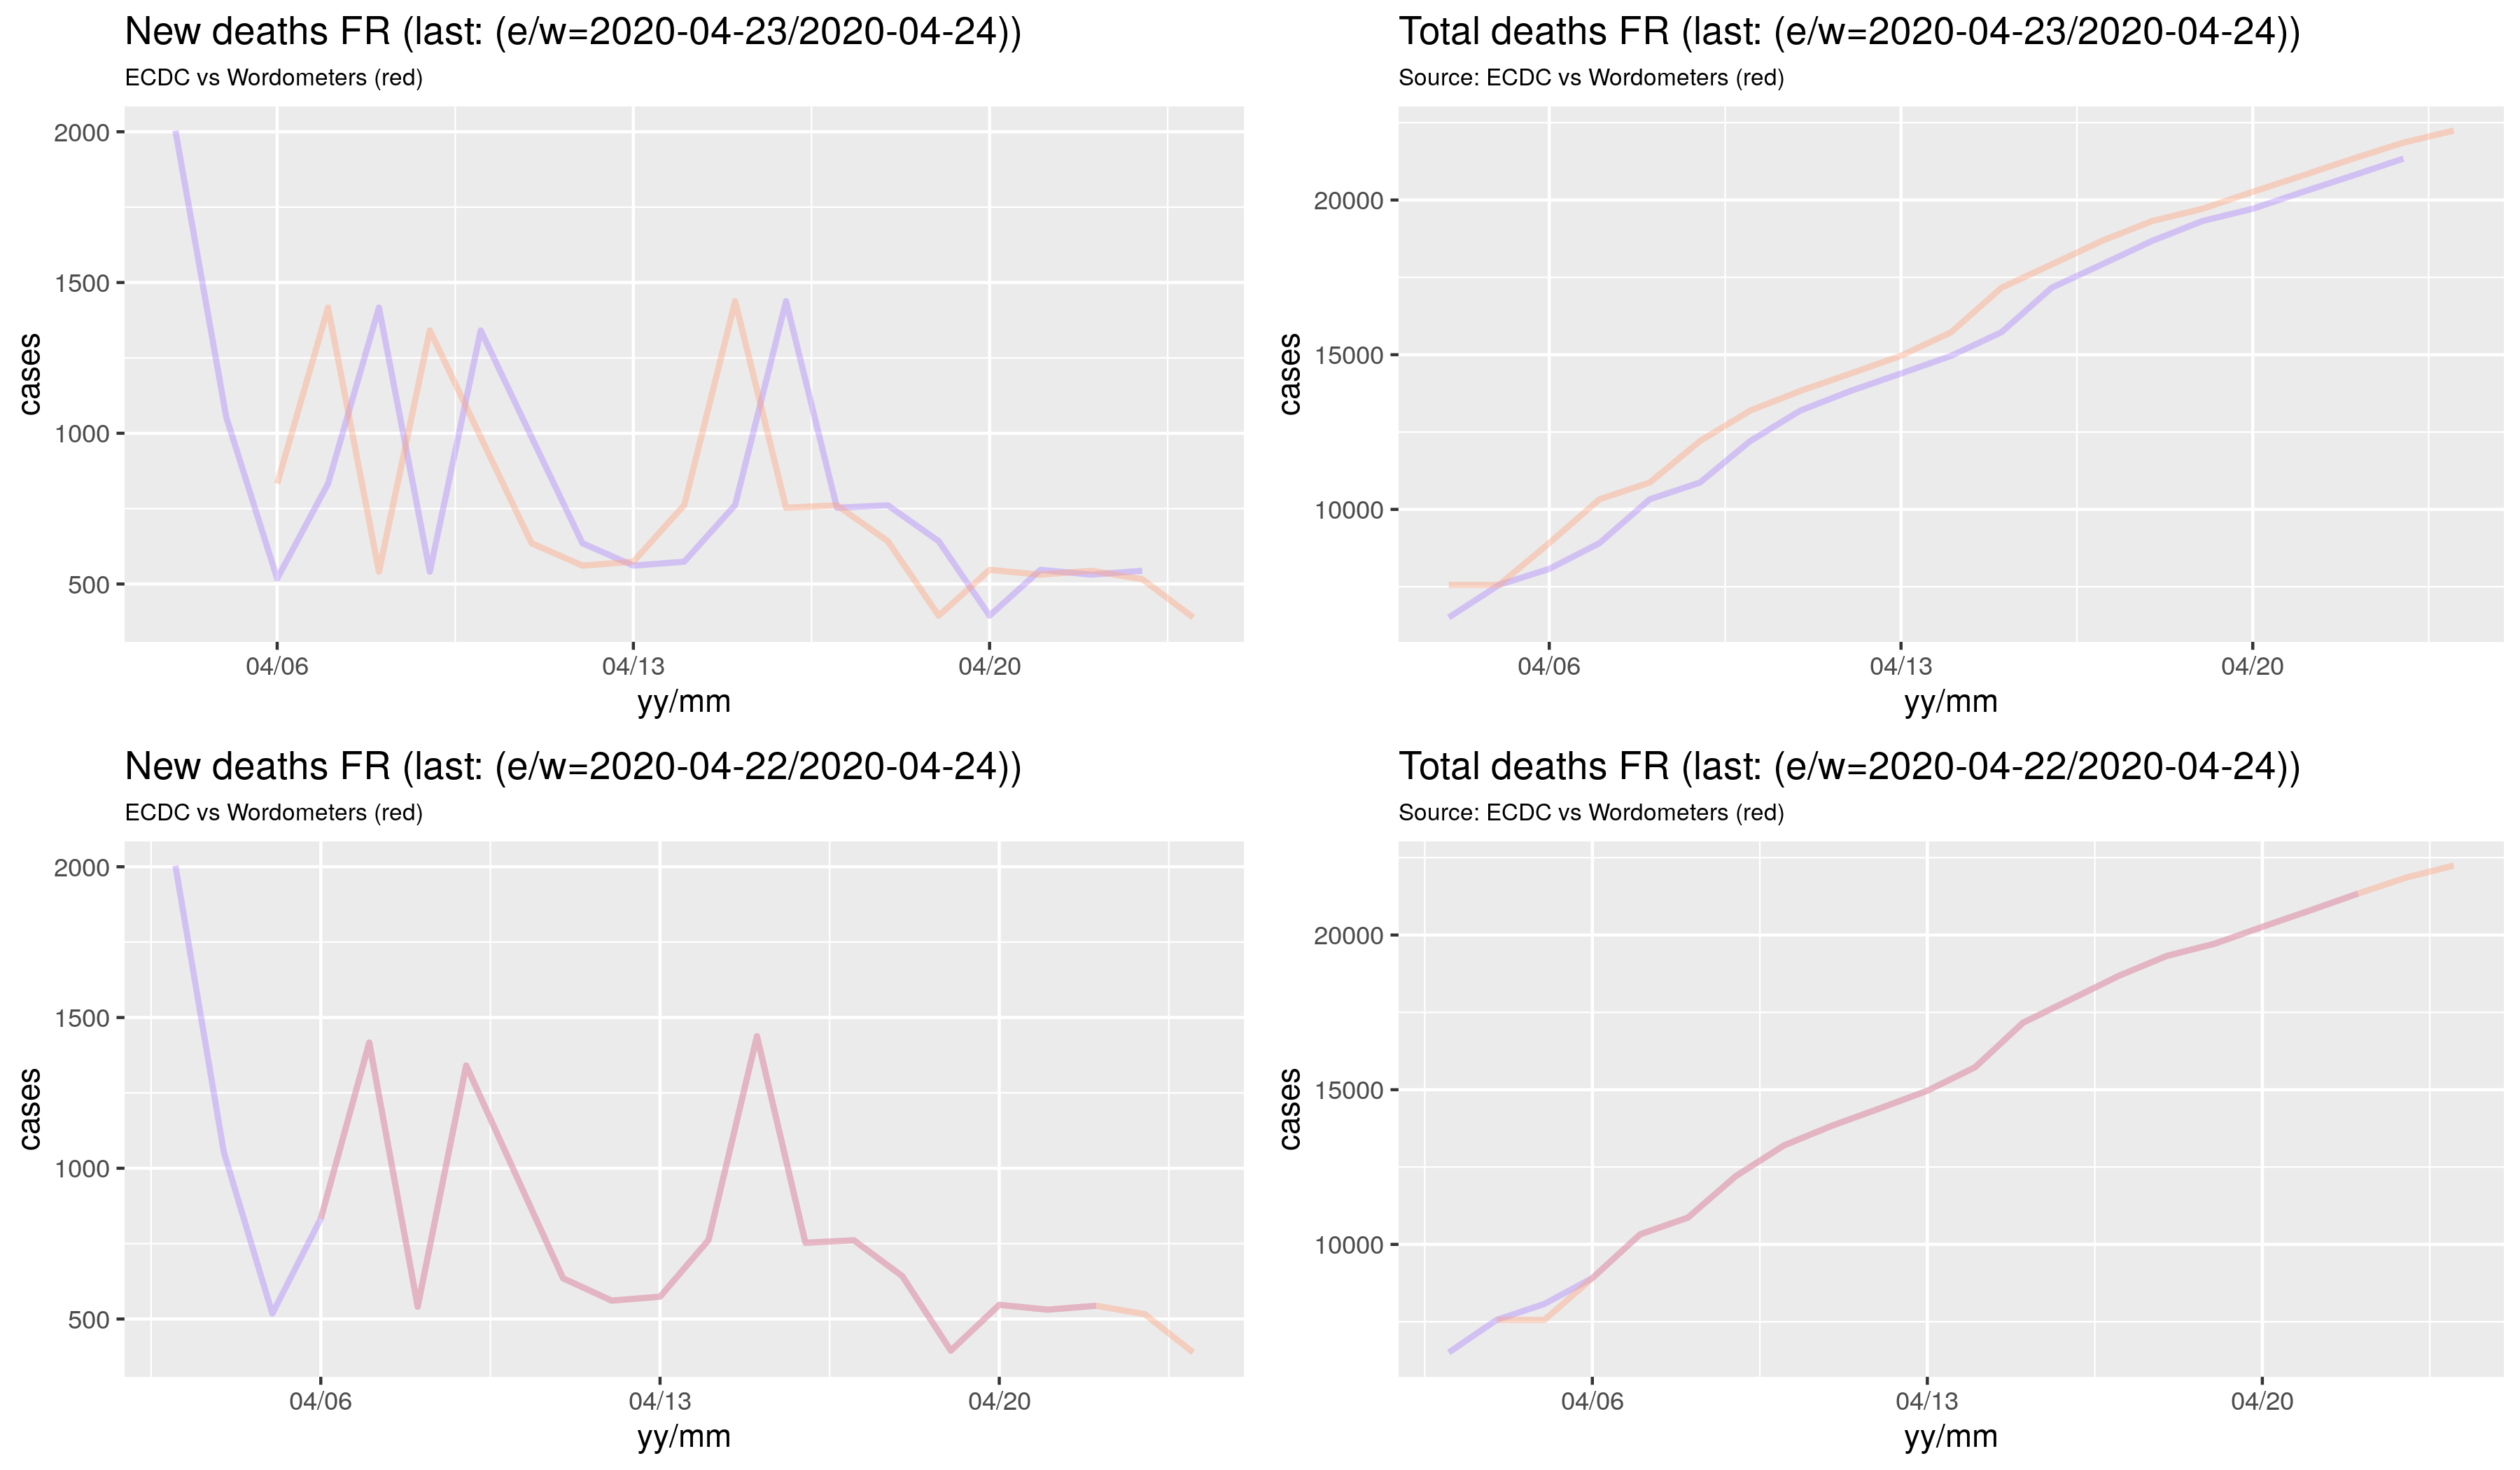 New deaths FR (last: (e/w=2020-04-23/2020-04-24))
ECDC vs Wordometers (red)
2000
1500
1000
500
cases
04/06 04/13 04/20
yy/mm
Total deaths FR (last: (e/w=2020-04-23/2020-04-24))
Source: ECDC vs Wordometers (red)
20000
15000
10000
cases
04/06 04/13 04/20
yy/mm
New deaths FR (last: (e/w=2020-04-22/2020-04-24))
ECDC vs Wordometers (red)
2000
1500
1000
500
cases
04/06 04/13 04/20
yy/mm
Total deaths FR (last: (e/w=2020-04-22/2020-04-24))
Source: ECDC vs Wordometers (red)
20000
15000
10000
cases
04/06 04/13 04/20
yy/mm